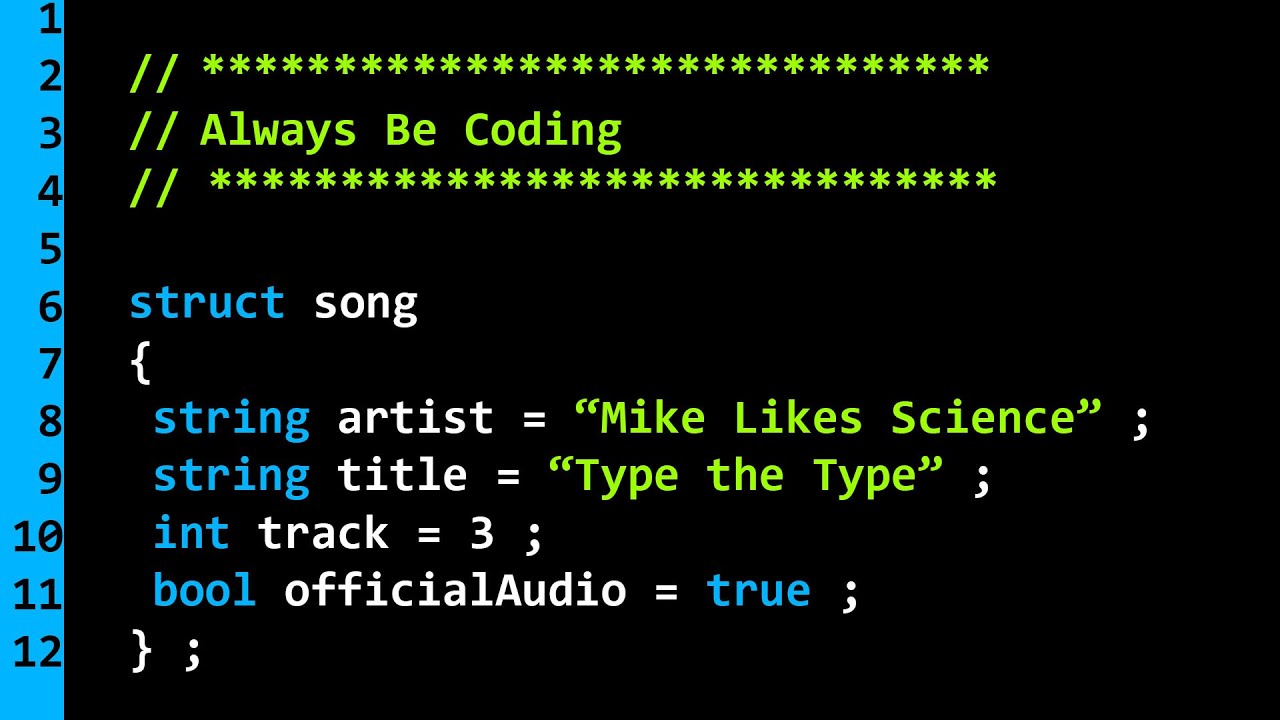 1
2 // ******************************
3 // Always Be Coding
4 // ******************************
5
6 struct song
7 {
8 string artist = “Mike Likes Science” ;
9 string title = “Type the Type” ;
10 int track = 3 ;
11 bool officialAudio = true ;
12 } ;